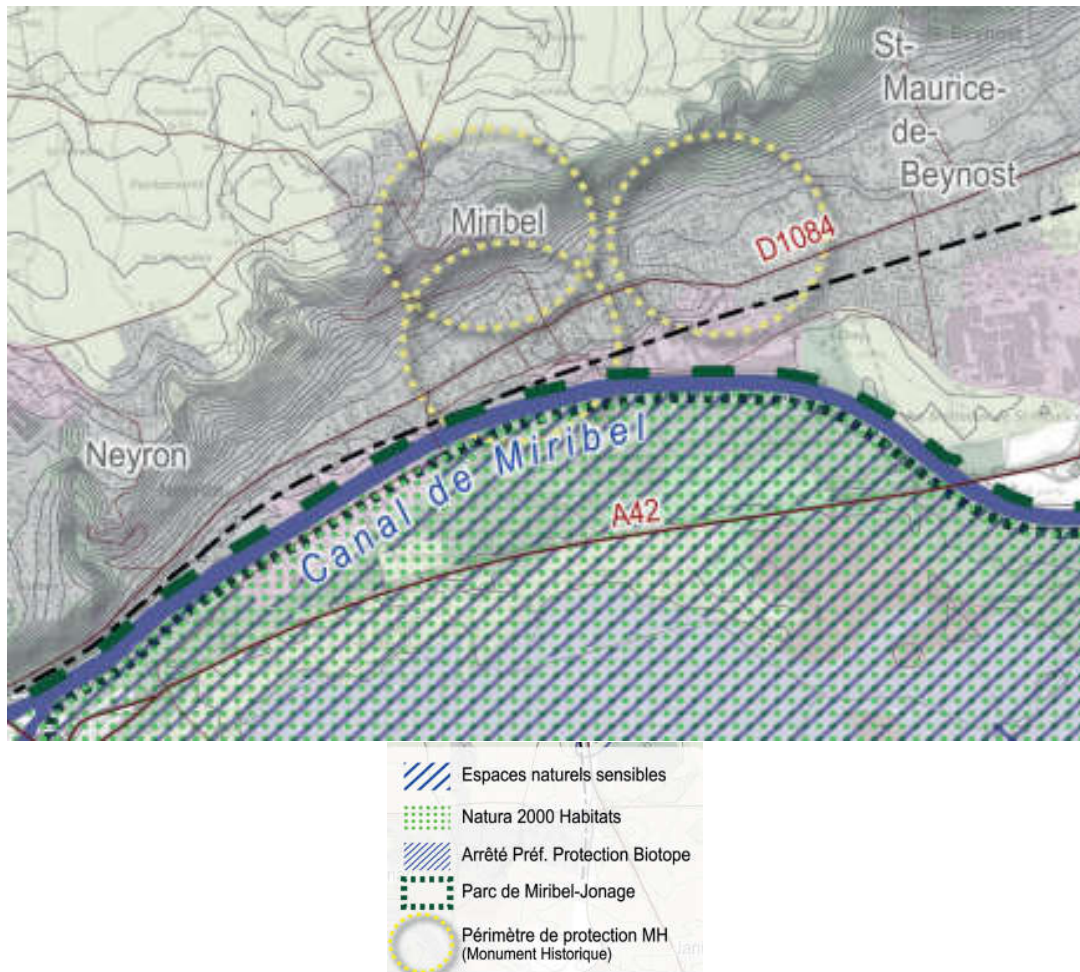 St-
Maurice-
de-
Beynost
Miribel
D1084
Neyron
Canal de Miribel
A42
Espaces naturels sensibles
Natura 2000 Habitats
Arrêté Préf. Protection Biotope
Parc de Miribel-Jonage
Périmètre de protection MH
(Monument Historique)